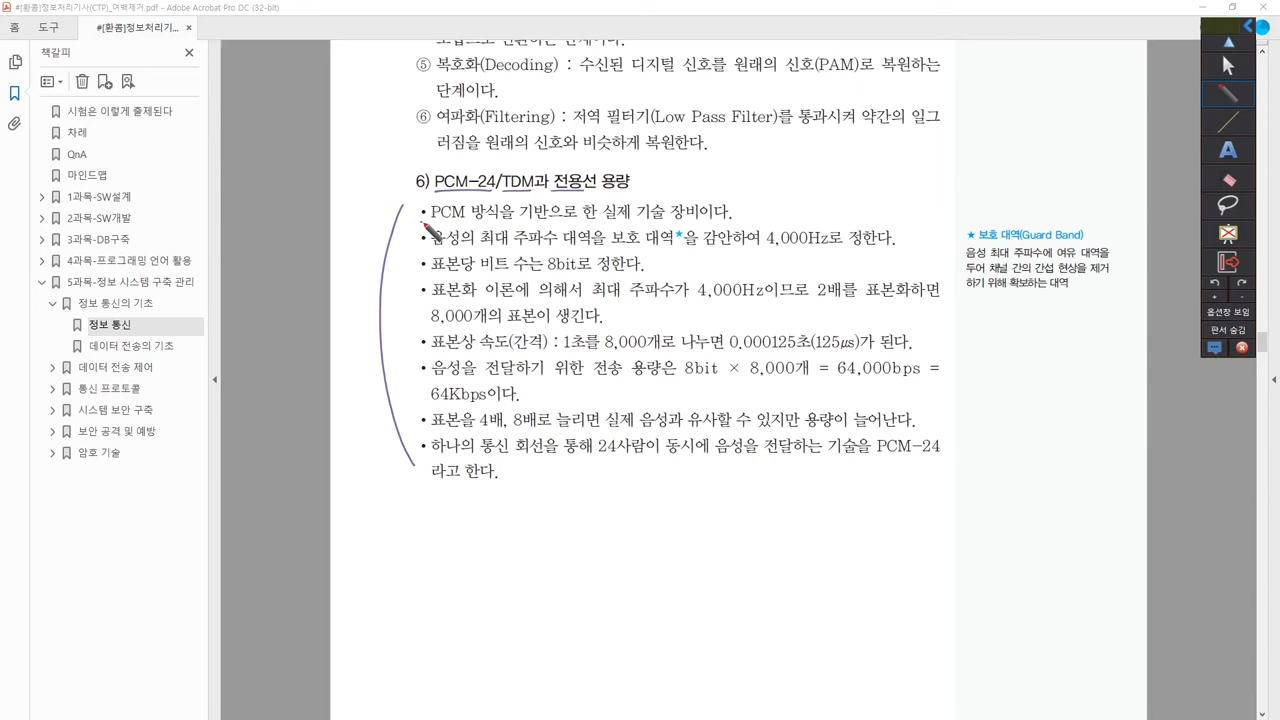 #[환콤]정보처리기사(CTP)_여백제거.pdf - Adobe Acrobat Pro DC (32-bit)
홈 도구 #[환콤]정보처리기... ×
책갈피
시험은 이렇게 출제된다
차례
QnA
마인드맵
1과목-SW설계
2과목-SW개발
3과목-DB구축
4과목-프로그래밍 언어 활용
5과목-정보 시스템 구축 관리
정보 통신의 기초
정보 통신
데이터 전송의 기초
데이터 전송 제어
통신 프로토콜
시스템 보안 구축
보안 공격 및 예방
암호 기술
⑤ 복호화(Decoding) : 수신된 디지털 신호를 원래의 신호(PAM)로 복원하는
단계이다.
⑥ 여파화(Filtering) : 저역 필터기(Low Pass Filter)를 통과시켜 약간의 일그
러짐을 원래의 신호와 비슷하게 복원한다.
6) PCM-24/TDM과 전용선 용량
• PCM 방식을 기반으로 한 실제 기술 장비이다.
• 음성의 최대 주파수 대역을 보호 대역★을 감안하여 4,000Hz로 정한다.
• 표본당 비트 수는 8bit로 정한다.
• 표본화 이론에 의해서 최대 주파수가 4,000Hz이므로 2배를 표본화하면
8,000개의 표본이 생긴다.
• 표본상 속도(간격) : 1초를 8,000개로 나누면 0.000125초(125μs)가 된다.
• 음성을 전달하기 위한 전송 용량은 8bit × 8,000개 = 64,000bps =
64Kbps이다.
• 표본을 4배, 8배로 늘리면 실제 음성과 유사할 수 있지만 용량이 늘어난다.
• 하나의 통신 회선을 통해 24사람이 동시에 음성을 전달하는 기술을 PCM-24
라고 한다.
★ 보호 대역(Guard Band)
음성 최대 주파수에 여유 대역을
두어 채널 간의 간섭 현상을 제거
하기 위해 확보하는 대역
옵션창 보임
판서 숨김